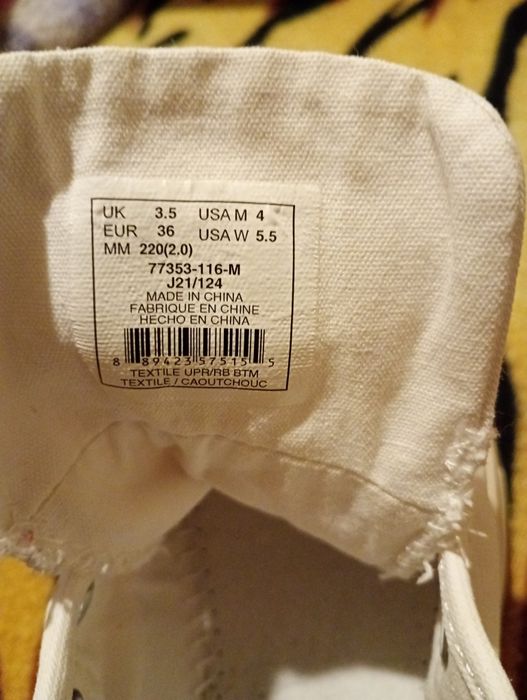 UK 3.5 USA M 4
EUR 36 USA W 5.5
MM 220(2.0)
77353-116-M
J21/124
MADE IN CHINA
FABRIQUE EN CHINE
HECHO EN CHINA
8 89423 57515 5
TEXTILE UPR/RB BTM
TEXTILE / CAOUTCHOUC